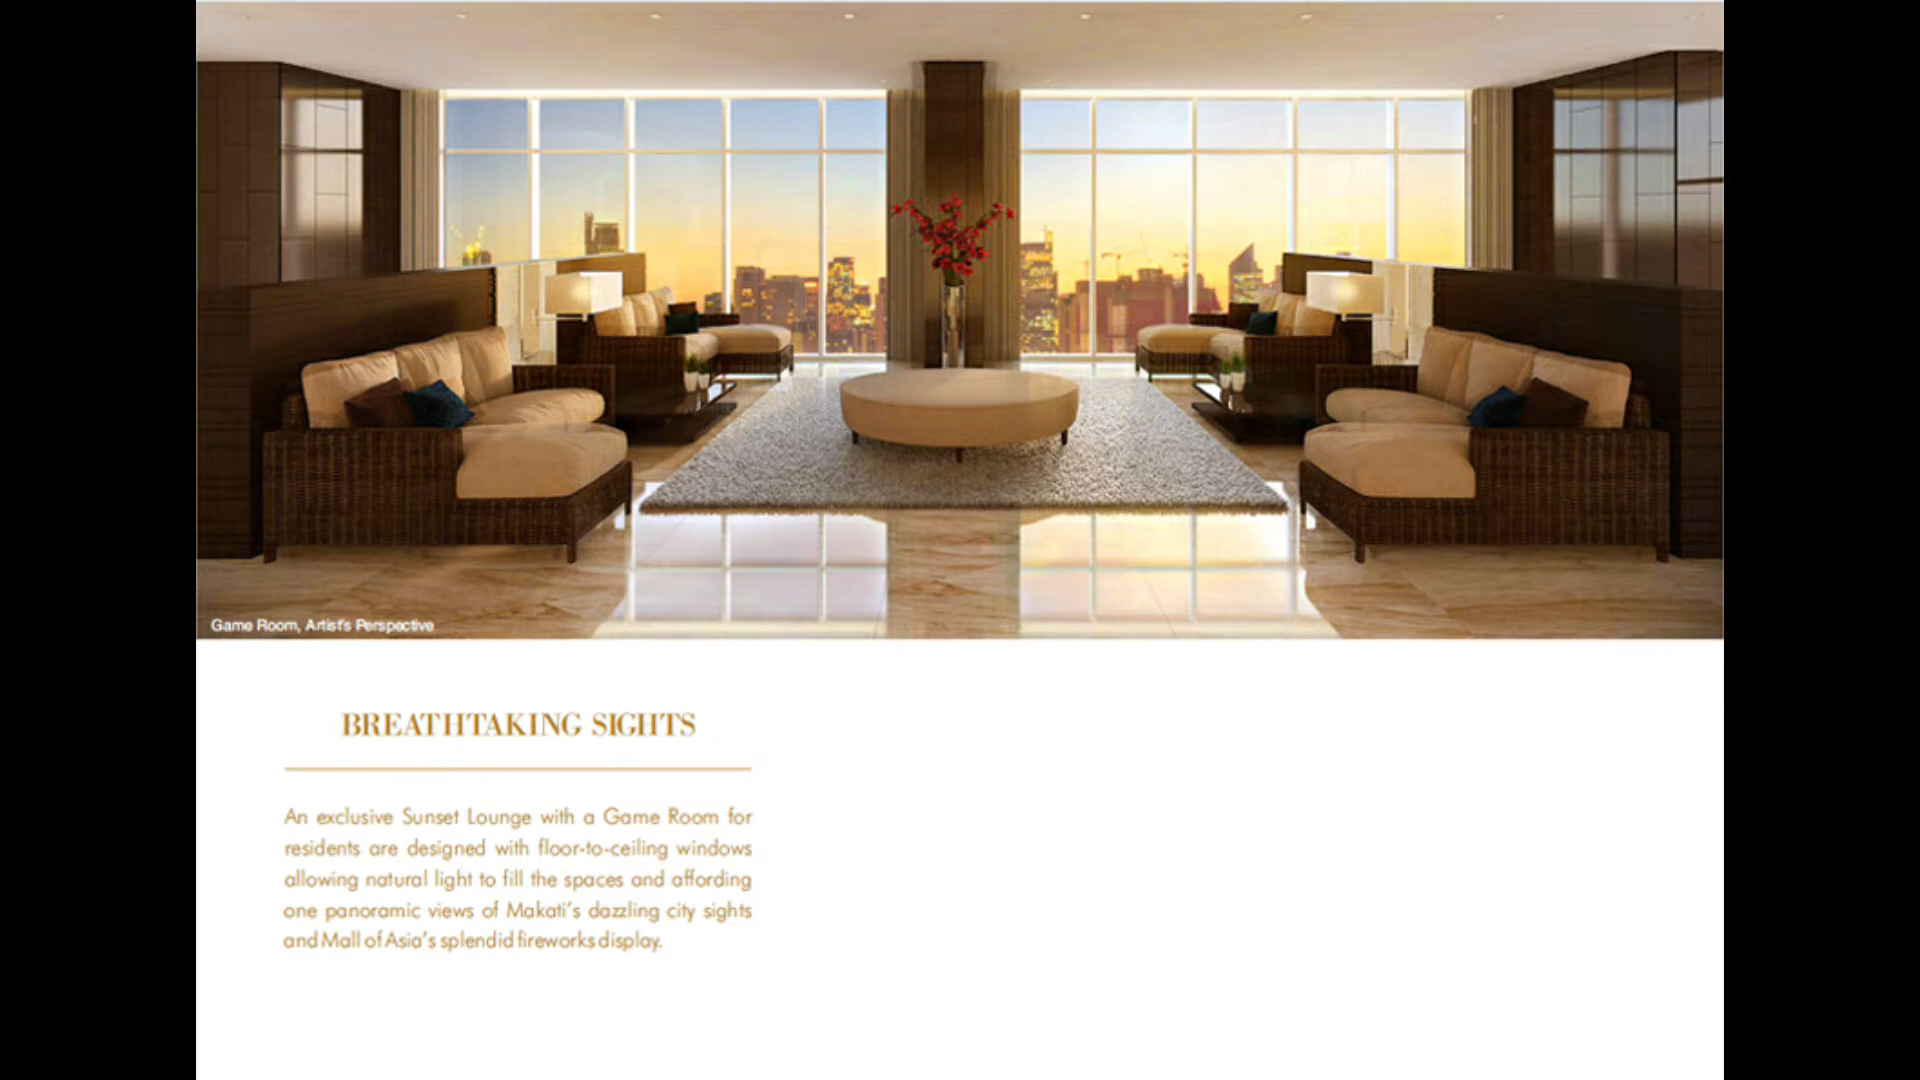 Game Room, Artist's Perspective
BREATHTAKING SIGHTS
An exclusive Sunset Lounge with a Game Room for
residents are designed with floor-to-ceiling windows
allowing natural light to fill the spaces and affording
one panoramic views of Makati's dazzling city sights
and Mall of Asia's splendid fireworks display.